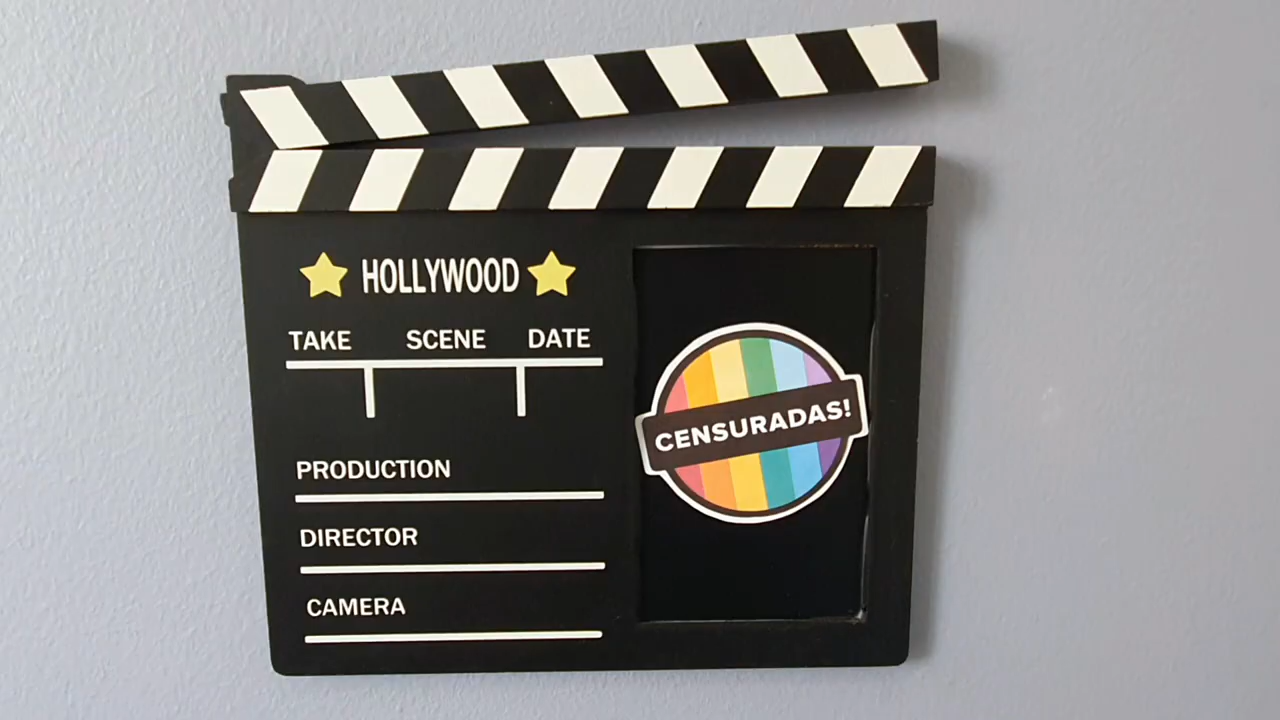 HOLLYWOOD
TAKE SCENE DATE
PRODUCTION
DIRECTOR
CAMERA
CENSURADAS!